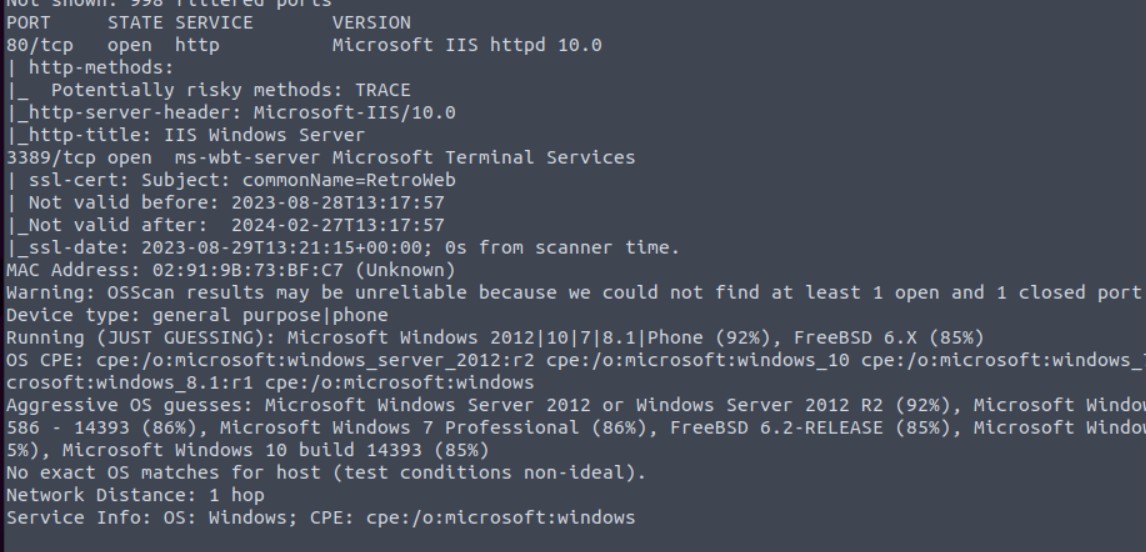 Not shown: 998 filtered ports
PORT     STATE SERVICE       VERSION
80/tcp   open  http          Microsoft IIS httpd 10.0
| http-methods:
|_  Potentially risky methods: TRACE
|_http-server-header: Microsoft-IIS/10.0
|_http-title: IIS Windows Server
3389/tcp open  ms-wbt-server Microsoft Terminal Services
| ssl-cert: Subject: commonName=RetroWeb
| Not valid before: 2023-08-28T13:17:57
|_Not valid after:  2024-02-27T13:17:57
|_ssl-date: 2023-08-29T13:21:15+00:00; 0s from scanner time.
MAC Address: 02:91:9B:73:BF:C7 (Unknown)
Warning: OSScan results may be unreliable because we could not find at least 1 open and 1 closed port
Device type: general purpose|phone
Running (JUST GUESSING): Microsoft Windows 2012|10|7|8.1|Phone (92%), FreeBSD 6.X (85%)
OS CPE: cpe:/o:microsoft:windows_server_2012:r2 cpe:/o:microsoft:windows_10 cpe:/o:microsoft:windows_
crosoft:windows_8.1:r1 cpe:/o:microsoft:windows
Aggressive OS guesses: Microsoft Windows Server 2012 or Windows Server 2012 R2 (92%), Microsoft Window
586 - 14393 (86%), Microsoft Windows 7 Professional (86%), FreeBSD 6.2-RELEASE (85%), Microsoft Window
5%), Microsoft Windows 10 build 14393 (85%)
No exact OS matches for host (test conditions non-ideal).
Network Distance: 1 hop
Service Info: OS: Windows; CPE: cpe:/o:microsoft:windows